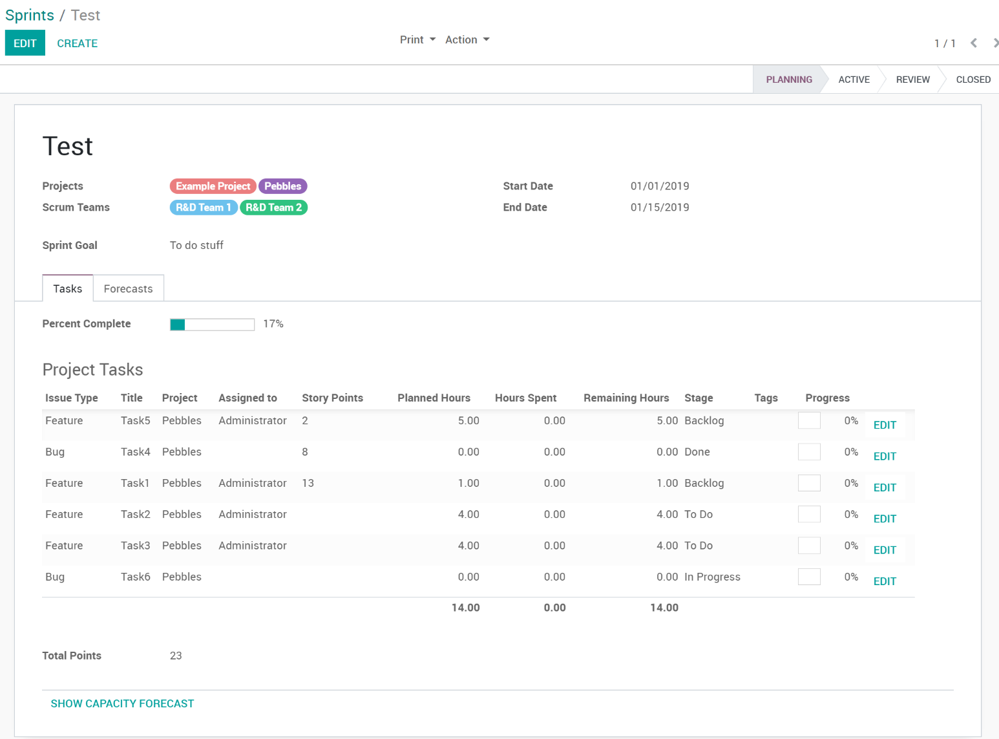 Sprints / Test
EDIT CREATE Print Action 1 / 1
PLANNING ACTIVE REVIEW CLOSED
Test
Projects Example Project Pebbles Start Date 01/01/2019
Scrum Teams R&D Team 1 R&D Team 2 End Date 01/15/2019
Sprint Goal To do stuff
Tasks Forecasts
Percent Complete 17%
Project Tasks
Issue Type Title Project Assigned to Story Points Planned Hours Hours Spent Remaining Hours Stage Tags Progress
Feature Task5 Pebbles Administrator 2 5.00 0.00 5.00 Backlog 0% EDIT
Bug Task4 Pebbles 8 0.00 0.00 0.00 Done 0% EDIT
Feature Task1 Pebbles Administrator 13 1.00 0.00 1.00 Backlog 0% EDIT
Feature Task2 Pebbles Administrator 4.00 0.00 4.00 To Do 0% EDIT
Feature Task3 Pebbles Administrator 4.00 0.00 4.00 To Do 0% EDIT
Bug Task6 Pebbles 0.00 0.00 0.00 In Progress 0% EDIT
14.00 0.00 14.00
Total Points 23
SHOW CAPACITY FORECAST